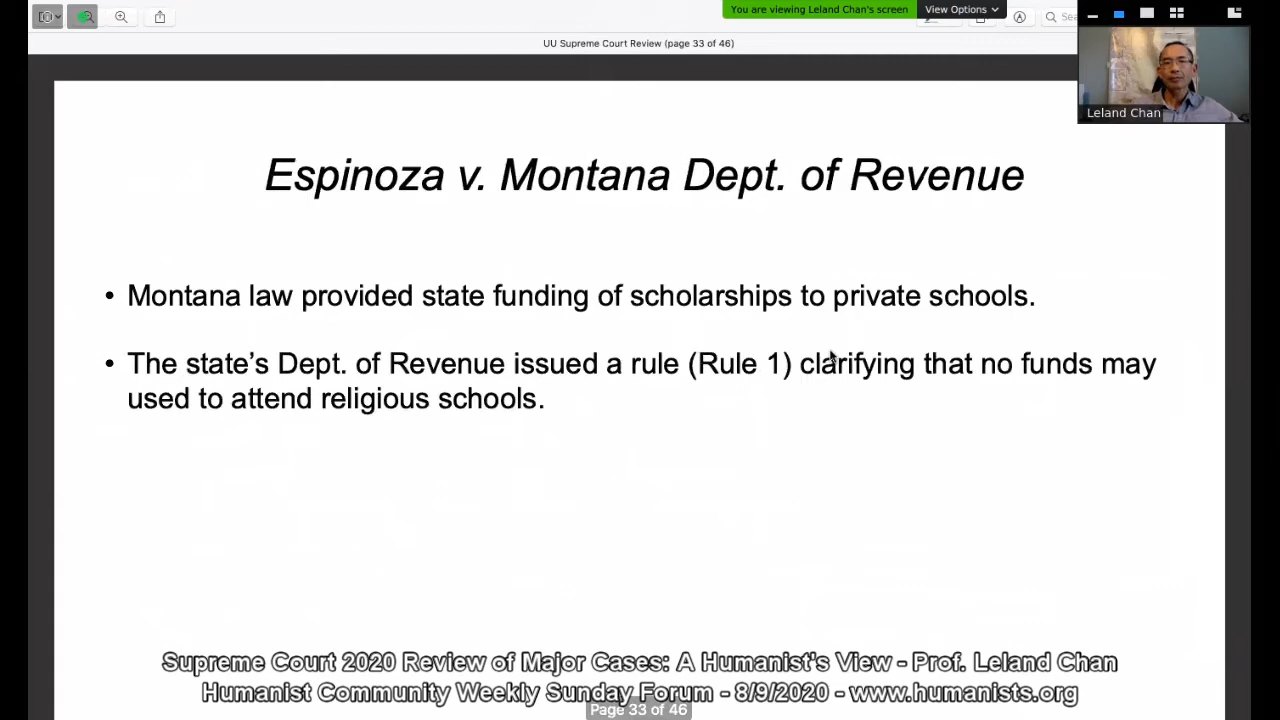 You are viewing Leland Chan's screen View Options
UU Supreme Court Review (page 33 of 46)
Leland Chan
Espinoza v. Montana Dept. of Revenue
• Montana law provided state funding of scholarships to private schools.
• The state’s Dept. of Revenue issued a rule (Rule 1) clarifying that no funds may
used to attend religious schools.
Supreme Court 2020 Review of Major Cases: A Humanist's View - Prof. Leland Chan
Humanist Community Weekly Sunday Forum - 8/9/2020 - www.humanists.org
Page 33 of 46